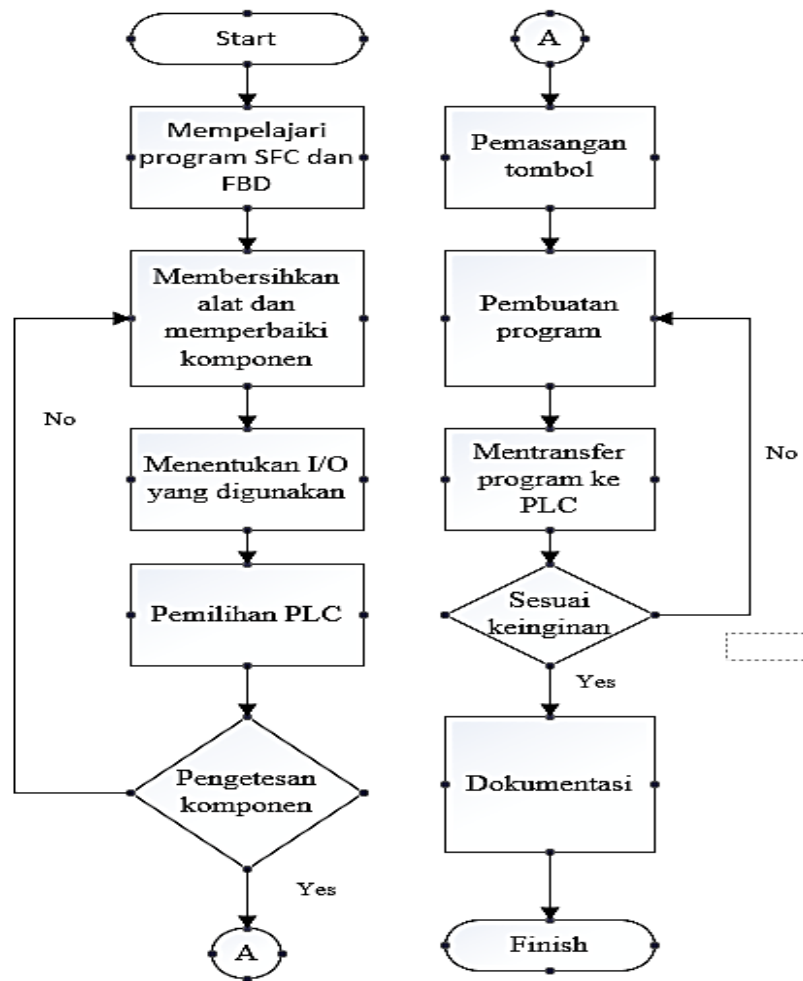 Start
Mempelajari
program SFC dan
FBD
Membersihkan
alat dan
memperbaiki
komponen
No
Menentukan I/O
yang digunakan
Pemilihan PLC
Pengetesan
komponen
Yes
A
A
Pemasangan
tombol
Pembuatan
program
Mentransfer
program ke
PLC
No
Sesuai
keinginan
Yes
Dokumentasi
Finish